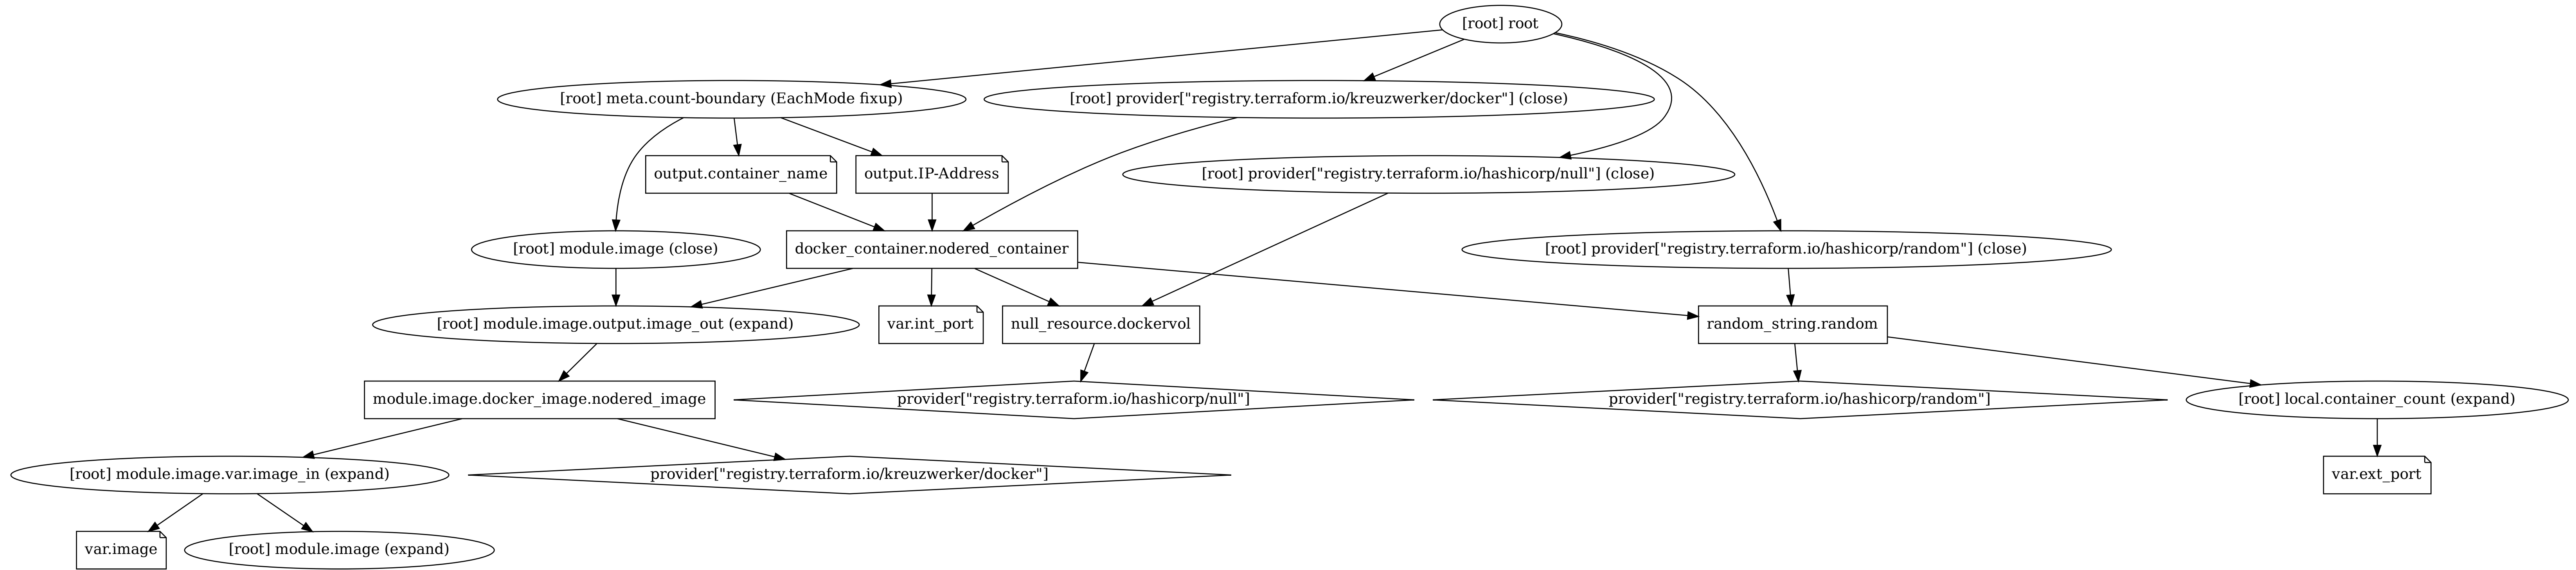 [root] root
[root] meta.count-boundary (EachMode fixup)
[root] provider["registry.terraform.io/kreuzwerker/docker"] (close)
output.container_name
output.IP-Address
[root] provider["registry.terraform.io/hashicorp/null"] (close)
[root] module.image (close)
docker_container.nodered_container
[root] provider["registry.terraform.io/hashicorp/random"] (close)
[root] module.image.output.image_out (expand)
var.int_port
null_resource.dockervol
random_string.random
module.image.docker_image.nodered_image
provider["registry.terraform.io/hashicorp/null"]
provider["registry.terraform.io/hashicorp/random"]
[root] local.container_count (expand)
[root] module.image.var.image_in (expand)
provider["registry.terraform.io/kreuzwerker/docker"]
var.ext_port
var.image
[root] module.image (expand)